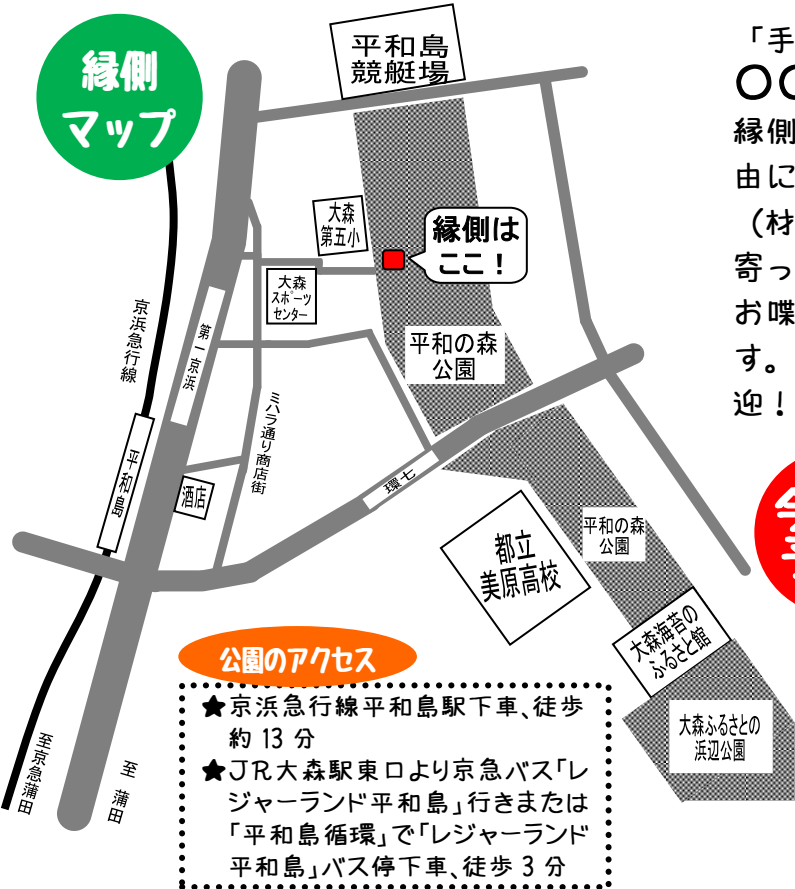 縁側
マップ
平和島
競艇場
大森
第五小
縁側は
ここ！
大森
スポーツ
センター
平和の森
公園
京浜急行線
第一京浜
ミハラ通り商店街
平和島
酒店
環七
都立
美原高校
平和の森
公園
大森海苔の
ふるさと館
大森ふるさとの
浜辺公園
至京急蒲田
至 蒲田
公園のアクセス
★京浜急行線平和島駅下車、徒歩
約 13 分
★JR大森駅東口より京急バス「レ
ジャーランド平和島」行きまたは
「平和島循環」で「レジャーランド
平和島」バス停下車、徒歩 3 分
「手
〇〇
縁側
由に
（材
寄っ
お喋
す。
迎！